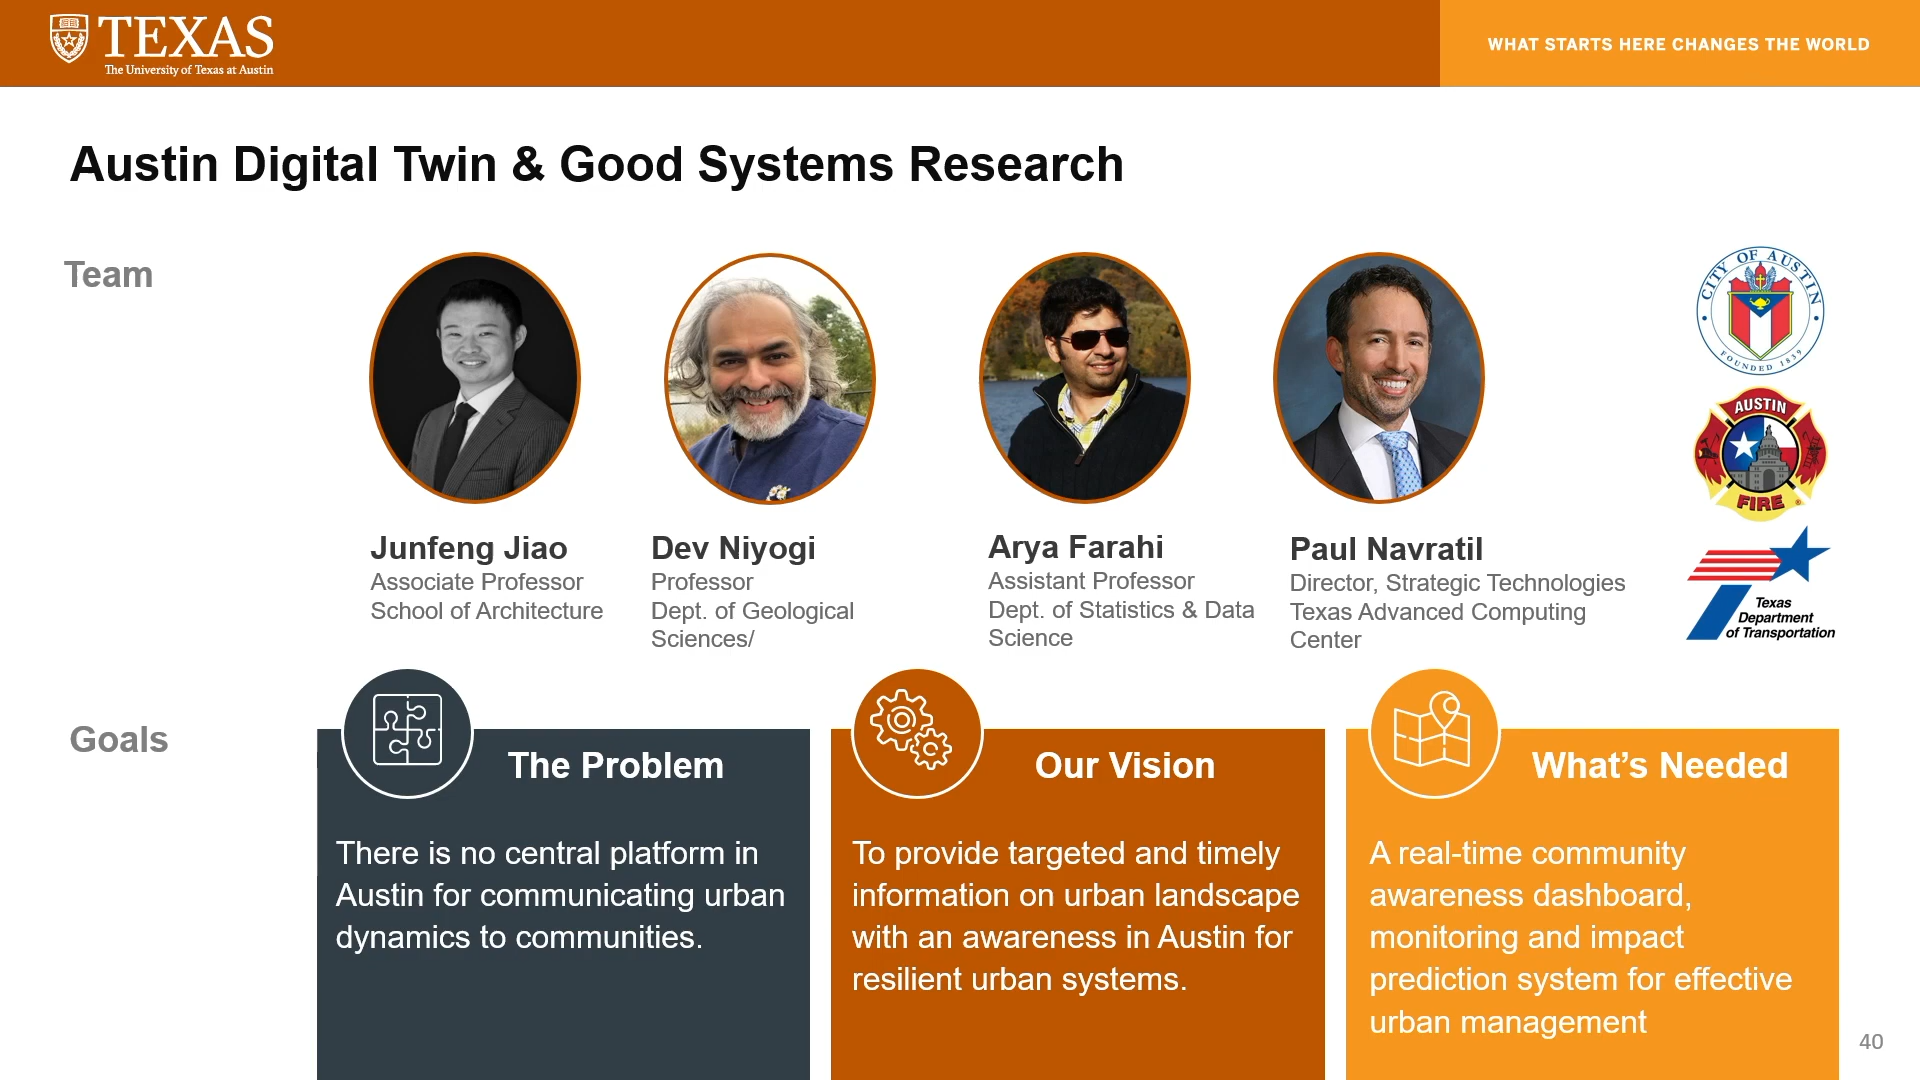 TEXAS
The University of Texas at Austin
WHAT STARTS HERE CHANGES THE WORLD
Austin Digital Twin & Good Systems Research
Team
CITY OF AUSTIN
FOUNDED 1839
AUSTIN
FIRE
Texas
Department
of Transportation
Junfeng Jiao
Associate Professor
School of Architecture
Dev Niyogi
Professor
Dept. of Geological
Sciences/
Arya Farahi
Assistant Professor
Dept. of Statistics & Data
Science
Paul Navratil
Director, Strategic Technologies
Texas Advanced Computing
Center
Goals
The Problem
There is no central platform in
Austin for communicating urban
dynamics to communities.
Our Vision
To provide targeted and timely
information on urban landscape
with an awareness in Austin for
resilient urban systems.
What’s Needed
A real-time community
awareness dashboard,
monitoring and impact
prediction system for effective
urban management
40